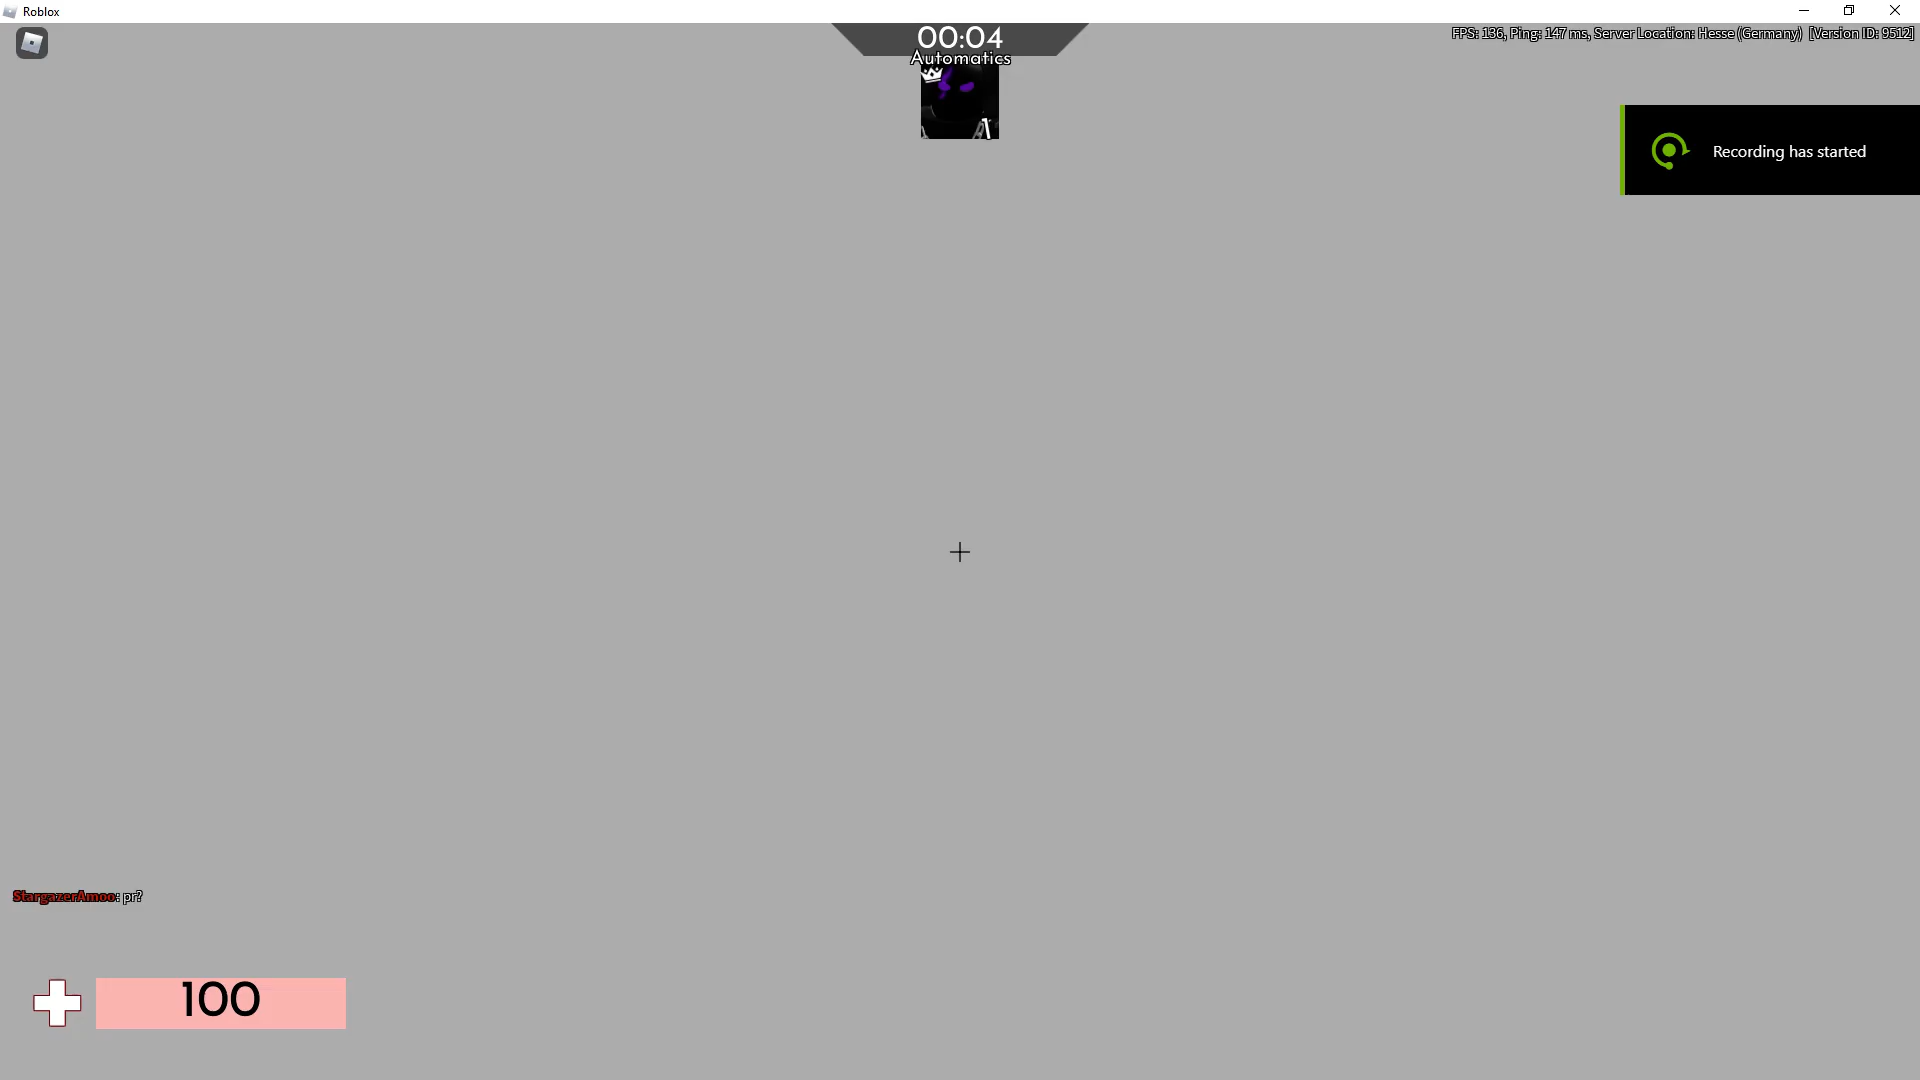 Roblox
00:04
Automatics
1
FPS: 136, Ping: 147 ms, Server Location: Hesse (Germany) [Version ID: 9512]
Recording has started
StargazerAmoo: pr?
100